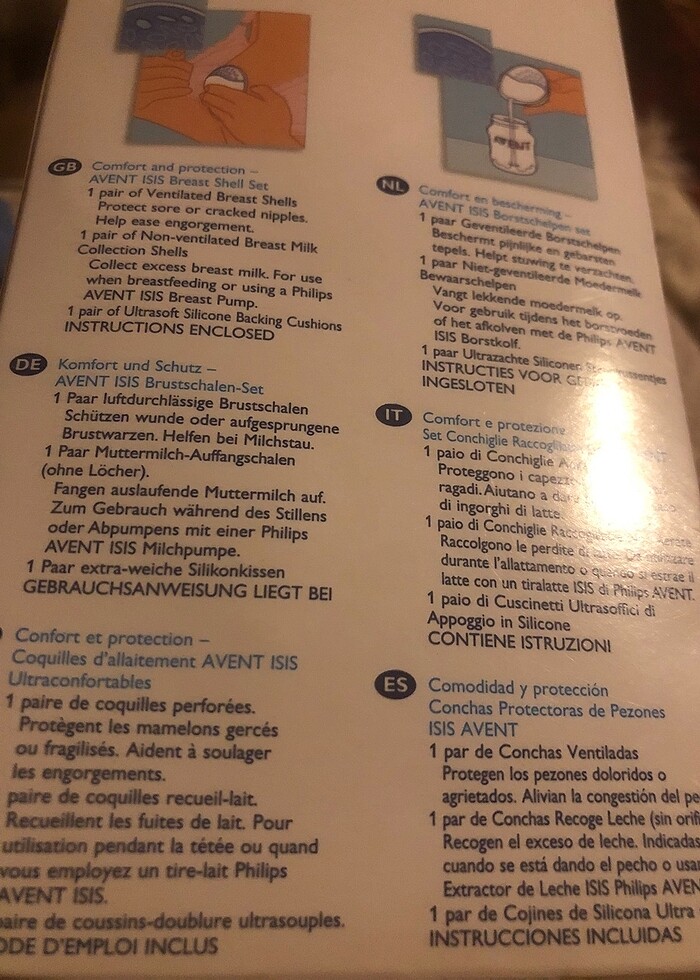 AVENT
GB Comfort and protection –
AVENT ISIS Breast Shell Set
1 pair of Ventilated Breast Shells
Protect sore or cracked nipples.
Help ease engorgement.
1 pair of Non-ventilated Breast Milk
Collection Shells
Collect excess breast milk. For use
when breastfeeding or using a Philips
AVENT ISIS Breast Pump.
1 pair of Ultrasoft Silicone Backing Cushions
INSTRUCTIONS ENCLOSED
DE Komfort und Schutz –
AVENT ISIS Brustschalen-Set
1 Paar luftdurchlässige Brustschalen
Schützen wunde oder aufgesprungene
Brustwarzen. Helfen bei Milchstau.
1 Paar Muttermilch-Auffangschalen
(ohne Löcher).
Fangen auslaufende Muttermilch auf.
Zum Gebrauch während des Stillens
oder Abpumpens mit einer Philips
AVENT ISIS Milchpumpe.
1 Paar extra-weiche Silikonkissen
GEBRAUCHSANWEISUNG LIEGT BEI
Confort et protection –
Coquilles d'allaitement AVENT ISIS
Ultraconfortables
1 paire de coquilles perforées.
Protègent les mamelons gercés
ou fragilisés. Aident à soulager
les engorgements.
paire de coquilles recueil-lait.
Recueillent les fuites de lait. Pour
utilisation pendant la tétée ou quand
vous employez un tire-lait Philips
AVENT ISIS.
paire de coussins-doublure ultrasouples.
D'EMPLOI INCLUS
NL Comfort en bescherming –
AVENT ISIS Borstschelpen set
1 paar Geventileerde Borstschelpen
Beschermt pijnlijke en gebarsten
tepels. Helpt stuwing te verzachten.
1 paar Niet-geventileerde Moedermelk
Bewaarschelpen
Vangt lekkende moedermelk op.
Voor gebruik tijdens het borstvoeden
of het afkolven met de Philips AVENT
ISIS Borstkolf.
1 paar Ultrazachte Siliconen
INSTRUCTIES VOOR
INGESLOTEN
IT Comfort e protezione
Set Conchiglie
1 paio di Conchiglie
Proteggono i
ragadi. Aiutano a
di ingorghi di latte.
1 paio di Conchiglie
Raccolgono le perdite di
durante l'allattamento o quando si estrae il
latte con un tiralatte ISIS di Philips AVENT.
1 paio di Cuscinetti Ultrasoffici di
Appoggio in Silicone
CONTIENE ISTRUZIONI
ES Comodidad y protección
Conchas Protectoras de Pezones
ISIS AVENT
1 par de Conchas Ventiladas
Protegen los pezones doloridos o
agrietados. Alivian la congestión del
1 par de Conchas Recoge Leche (sin
Recogen el exceso de leche. Indicadas
cuando se está dando el pecho o
Extractor de Leche ISIS Philips
1 par de Cojines de Silicona Ultra
INSTRUCCIONES INCLUIDAS